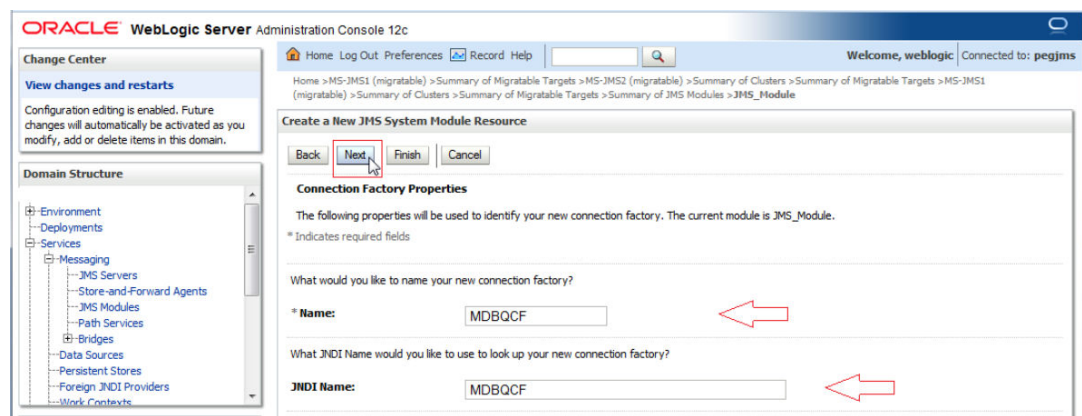 ORACLE WebLogic Server Administration Console 12c
Change Center
View changes and restarts
Configuration editing is enabled. Future
changes will automatically be activated as you
modify, add or delete items in this domain.
Domain Structure
Environment
Deployments
Services
Messaging
JMS Servers
Store-and-Forward Agents
JMS Modules
Path Services
Bridges
Data Sources
Persistent Stores
Foreign JNDI Providers
Work Contexts
Home Log Out Preferences Record Help
Welcome, weblogic Connected to: pegjms
Home >MS-JMS1 (migratable) >Summary of Migratable Targets >MS-JMS2 (migratable) >Summary of Clusters >Summary of Migratable Targets >MS-JMS1
(migratable) >Summary of Clusters >Summary of Migratable Targets >Summary of JMS Modules >JMS_Module
Create a New JMS System Module Resource
Back Next Finish Cancel
Connection Factory Properties
The following properties will be used to identify your new connection factory. The current module is JMS_Module.
* Indicates required fields
What would you like to name your new connection factory?
* Name: MDBQCF
What JNDI Name would you like to use to look up your new connection factory?
JNDI Name: MDBQCF